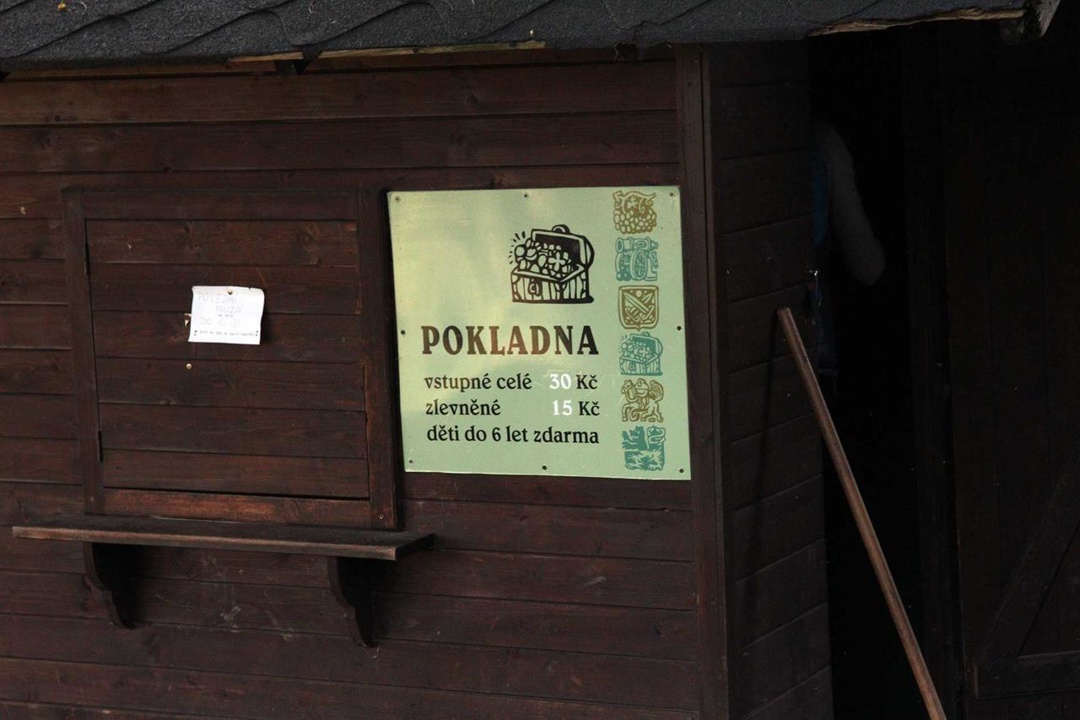 POKLADNA
vstupné celé 30 Kč
zlevněné 15 Kč
děti do 6 let zdarma